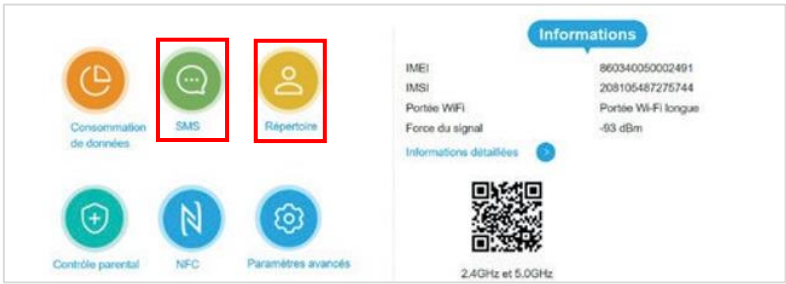 Consommation
de données
SMS
Répertoire
Contrôle parental
NFC
Paramètres avancés
Informations
IMEI 860340050002491
IMSI 208105487275744
Portée WiFi Portée Wi-Fi longue
Force du signal -93 dBm
Informations détaillées
2.4GHz et 5.0GHz